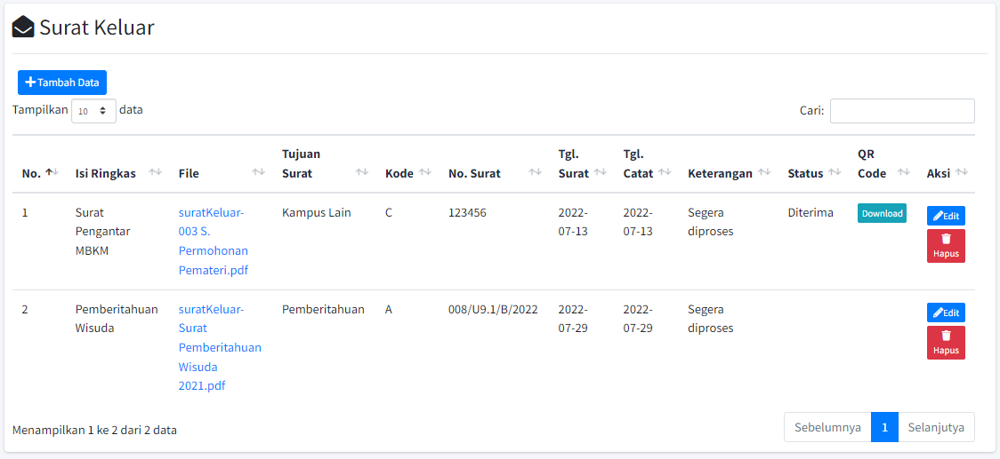 Surat Keluar
Tambah Data
Tampilkan 10 data
Cari:
No. Isi Ringkas File Tujuan Surat Kode No. Surat Tgl. Surat Tgl. Catat Keterangan Status QR Code Aksi
1
Surat
Pengantar
MBKM
suratKeluar-
003 S.
Permohonan
Pemateri.pdf
Kampus Lain
C
123456
2022-
07-13
2022-
07-13
Segera
diproses
Diterima
Download
Edit
Hapus
2
Pemberitahuan
Wisuda
suratKeluar-
Surat
Pemberitahuan
Wisuda
2021.pdf
Pemberitahuan
A
008/U9.1/B/2022
2022-
07-29
2022-
07-29
Segera
diproses
Edit
Hapus
Menampilkan 1 ke 2 dari 2 data
Sebelumnya 1 Selanjutya